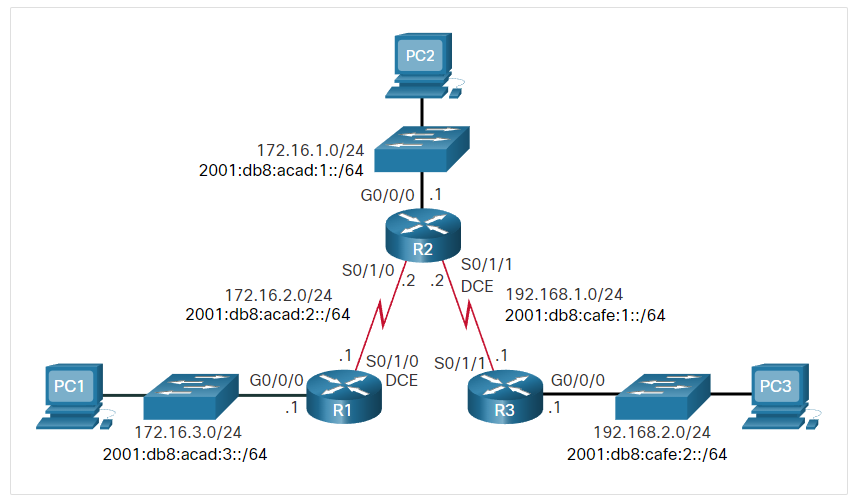 PC2
172.16.1.0/24
2001:db8:acad:1::/64
G0/0/0 .1
R2
S0/1/0 .2 .2 S0/1/1
DCE
172.16.2.0/24
2001:db8:acad:2::/64
192.168.1.0/24
2001:db8:cafe:1::/64
.1 S0/1/0
DCE
S0/1/1 .1
PC1
G0/0/0
.1
R1
172.16.3.0/24
2001:db8:acad:3::/64
R3
G0/0/0
.1
PC3
192.168.2.0/24
2001:db8:cafe:2::/64